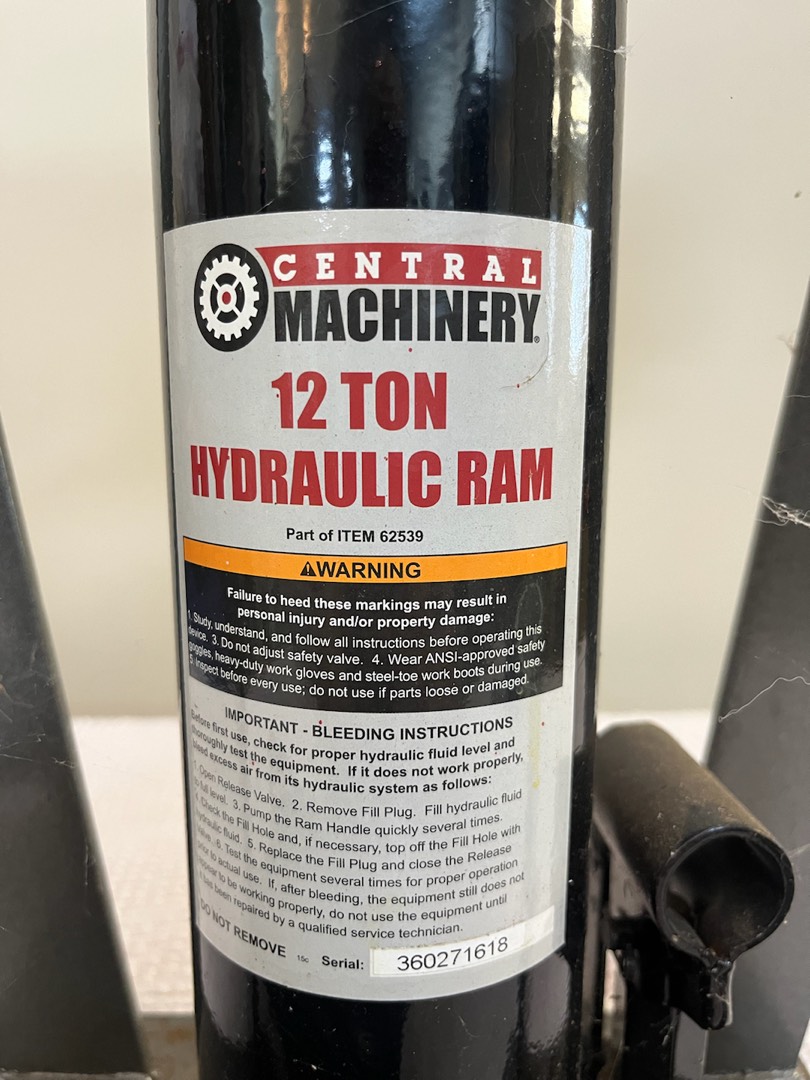 CENTRAL
MACHINERY®
12 TON
HYDRAULIC RAM
Part of ITEM 62539
⚠WARNING
Failure to heed these markings may result in
personal injury and/or property damage:
1. Study, understand, and follow all instructions before operating this
device. 3. Do not adjust safety valve. 4. Wear ANSI-approved safety
goggles, heavy-duty work gloves and steel-toe work boots during use.
5. Inspect before every use; do not use if parts loose or damaged.
IMPORTANT - BLEEDING INSTRUCTIONS
Before first use, check for proper hydraulic fluid level and
thoroughly test the equipment. If it does not work properly,
bleed excess air from its hydraulic system as follows:
1. Open Release Valve. 2. Remove Fill Plug. Fill hydraulic fluid
to full level. 3. Pump the Ram Handle quickly several times.
4. Check the Fill Hole and, if necessary, top off the Fill Hole with
hydraulic fluid. 5. Replace the Fill Plug and close the Release
Valve. 6. Test the equipment several times for proper operation
prior to actual use. If, after bleeding, the equipment still does not
appear to be working properly, do not use the equipment until
it has been repaired by a qualified service technician.
DO NOT REMOVE 15c Serial: 360271618